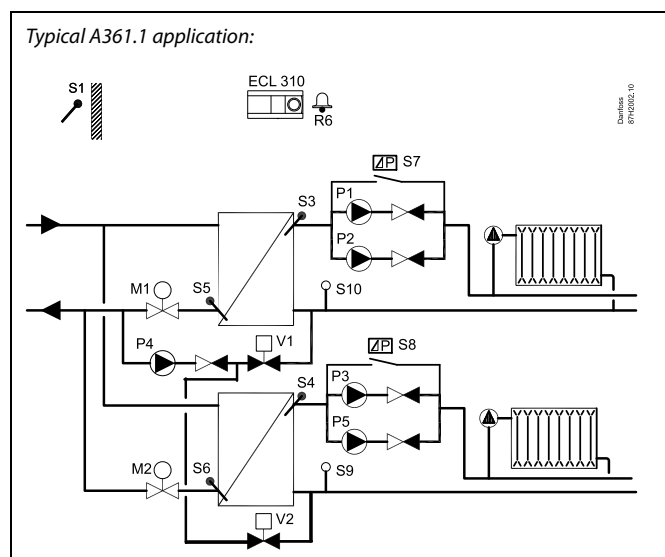 Typical A361.1 application:
S1
ECL 310
R6
Danfoss
87H2002.10
S7
P1
S3
P2
M1
S5
S10
P4
V1
S8
S4
P3
P5
M2
S6
S9
V2